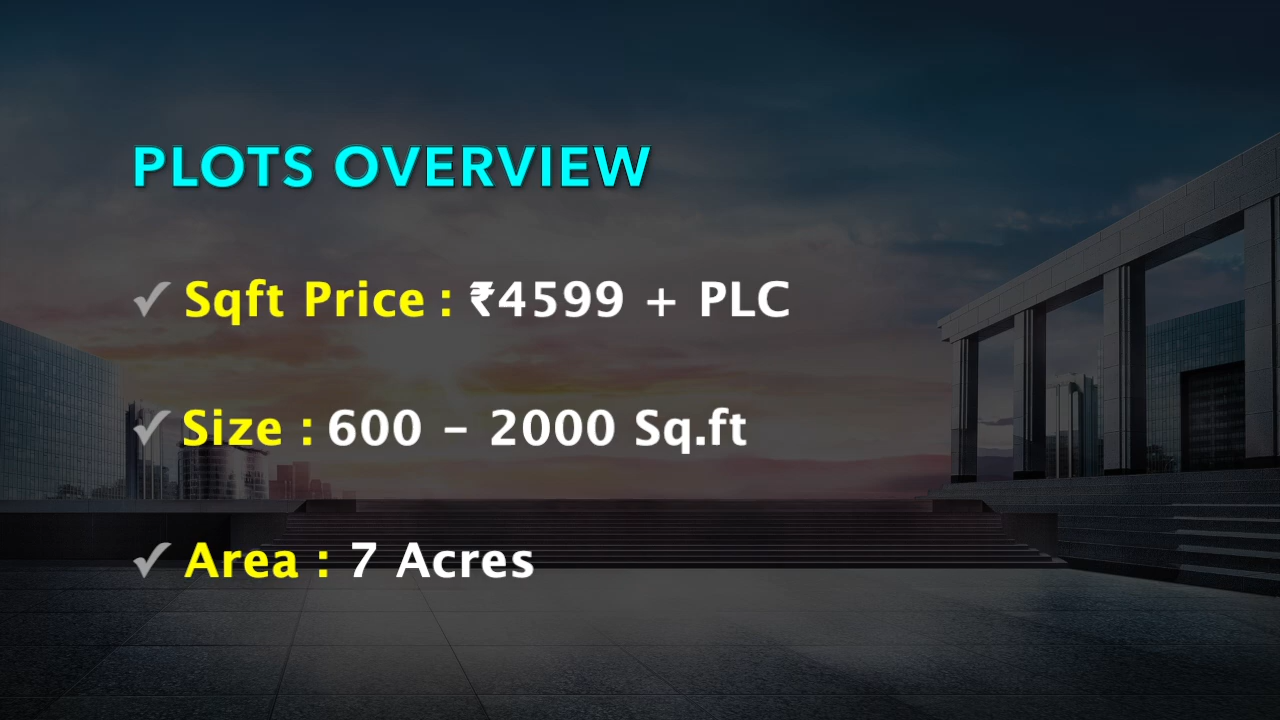 PLOTS OVERVIEW
✓ Sqft Price : ₹4599 + PLC
✓ Size : 600 – 2000 Sq.ft
✓ Area : 7 Acres